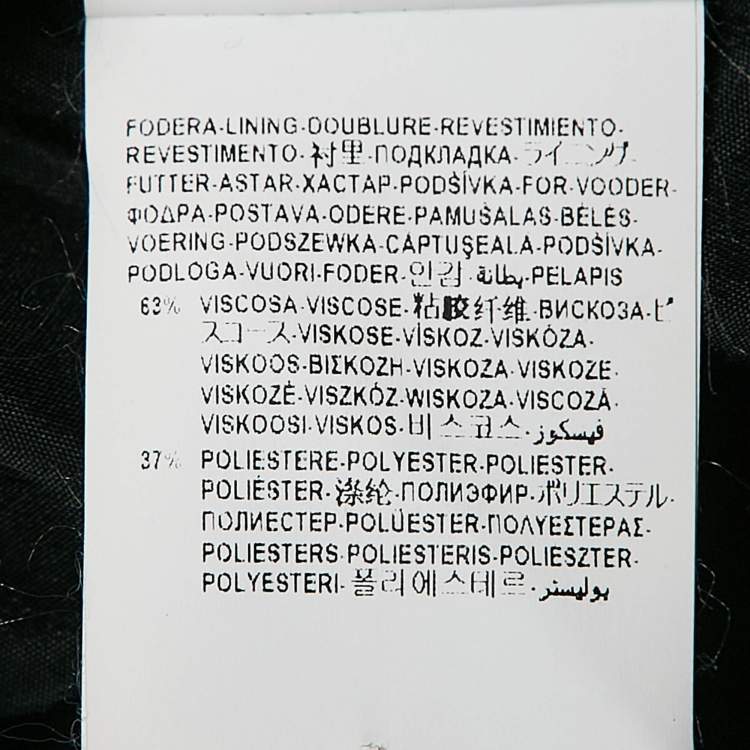 FODERA-LINING-DOUBLURE-REVESTIMIENTO-
REVESTIMENTO-衬里-ПОДКЛАДКА-ライニング-
FUTTER-ASTAR-ХАСТАР-PODŠÍVKA-FOR-VOODER-
ΦΟΔΡΑ-POSTAVA-ODERE-PAMUŠALAS-BÉLÉS-
VOERING-PODSZEWKA-CĂPTUŞEALĂ-PODŠÍVKA-
PODLOGA-VUORI-FODER-안감-بطانة-PELAPIS
63% VISCOSA-VISCOSE-粘胶纤维-ВИСКОЗА-ビ
スコース-VISKOSE-VİSKOZ-VISKÓZA-
VISKOOS-ΒΙΣΚΟΖΗ-VISKOZA-VISKOZE-
VISKOZĖ-VISZKÓZ-WISKOZA-VISCOZĂ-
VISKOOSI-VISKOS-비스코스-فيسكوز
37% POLIESTERE-POLYESTER-POLIESTER-
POLIÉSTER-涤纶-ПОЛИЭФИР-ポリエステル-
ПОЛИЕСТЕР-POLÜESTER-ΠΟΛΥΕΣΤΕΡΑΣ-
POLIESTERS-POLIESTERIS-POLIESZTER-
POLYESTERI-폴리에스테르-بوليستر